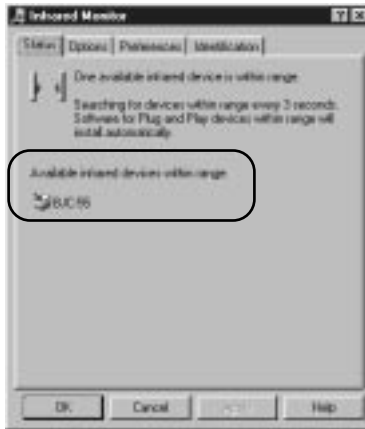 Infrared Monitor
Status Options Preferences Identification
One available infrared device is within range.
Searching for devices within range every 3 seconds.
Software for Plug and Play devices within range will
install automatically.
Available infrared devices within range:
BJC-55
OK Cancel Help